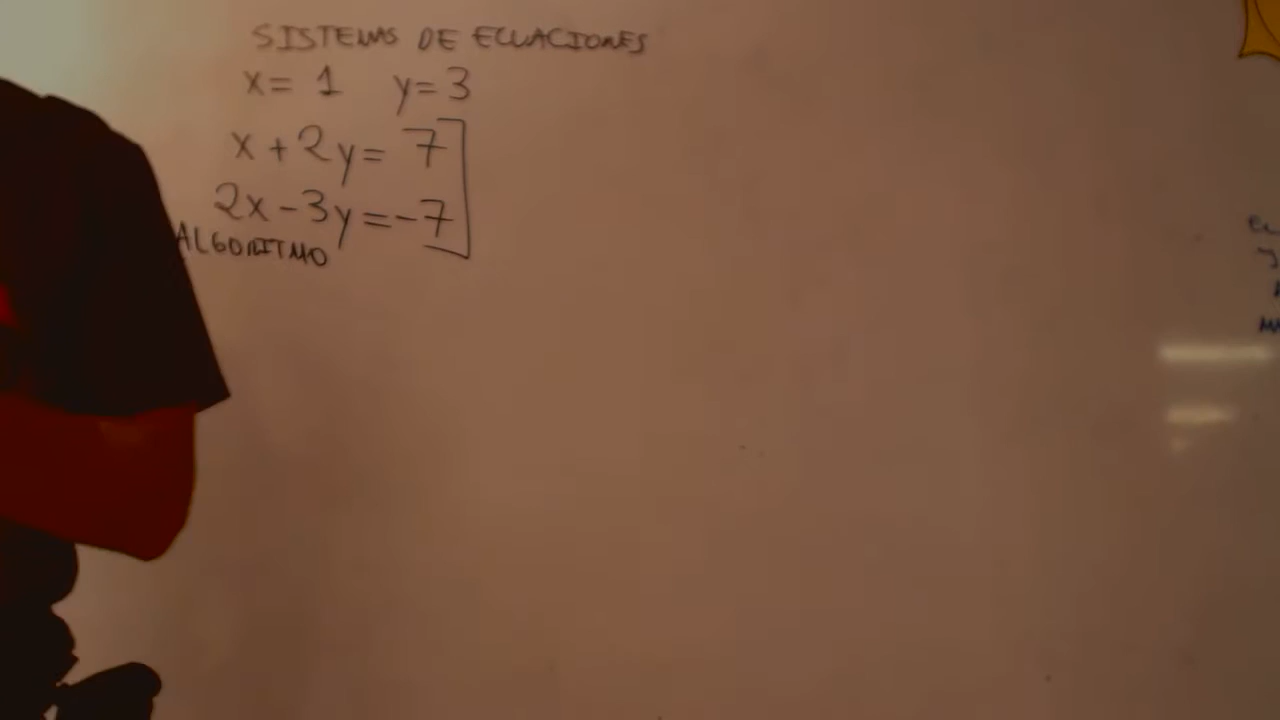 SISTEMAS DE ECUACIONES
x= 1 y= 3
x + 2y = 7
2x - 3y = -7
ALGORITMO